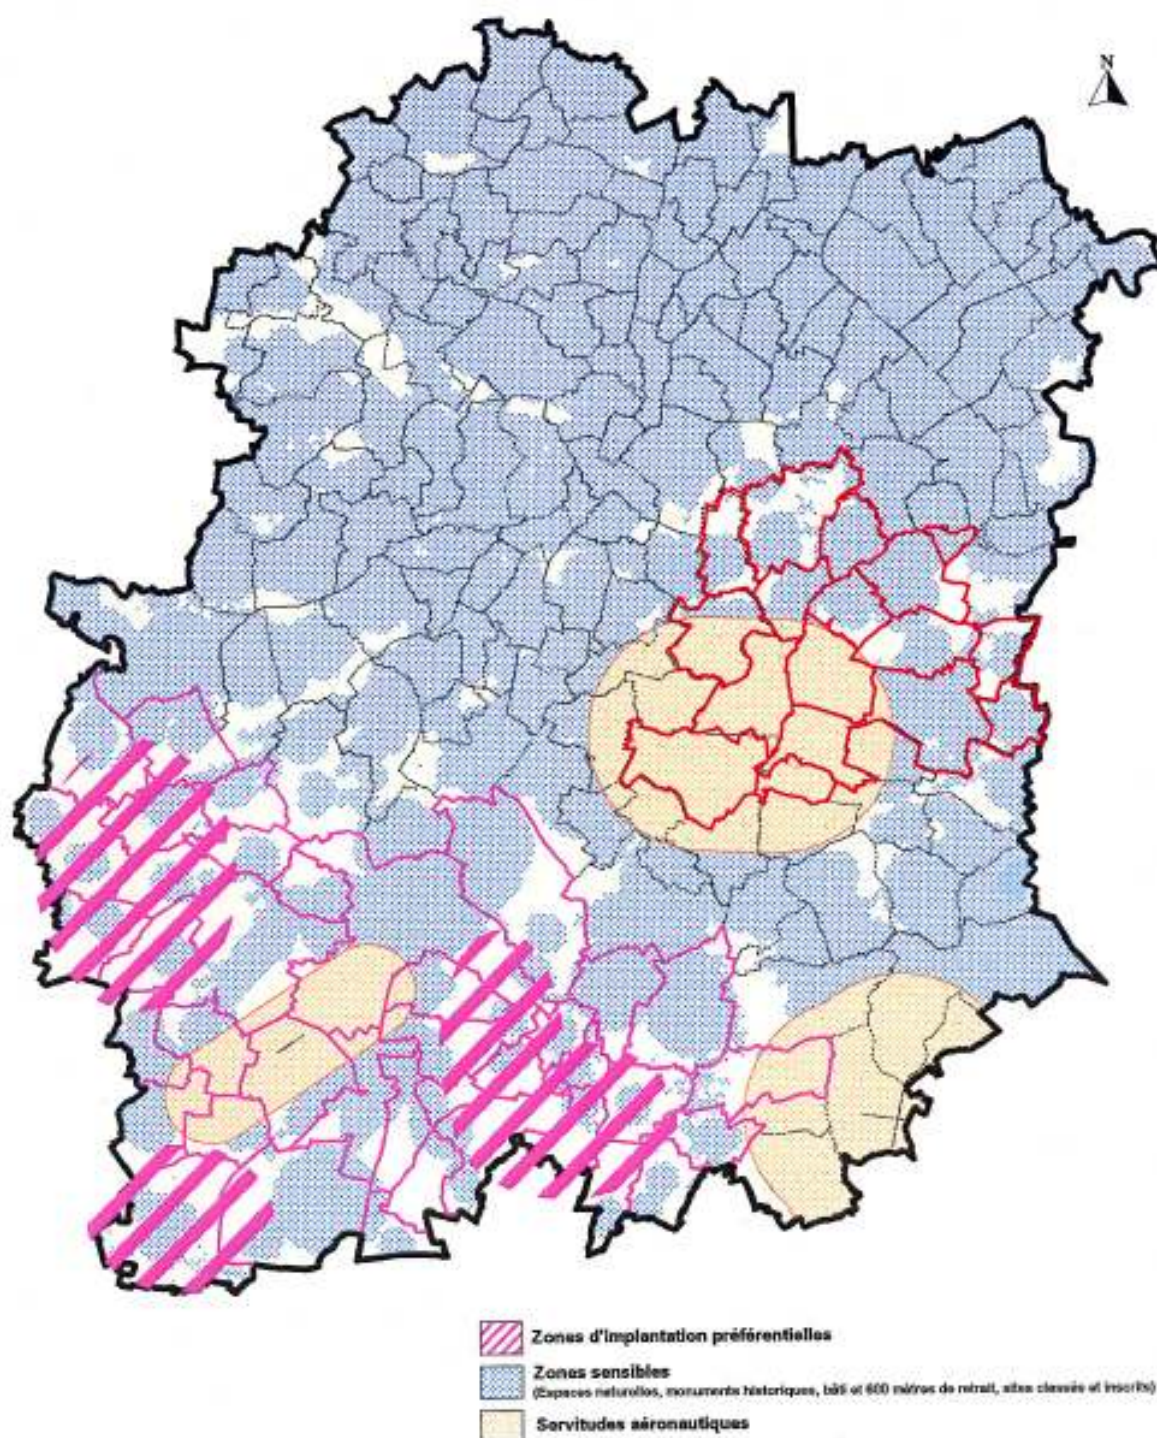 N
Zones d'implantation préférentielles
Zones sensibles
(Espaces naturelles, monuments historiques, bâti et 600 mètres de retrait, sites classés et inscrits)
Servitudes aéronautiques